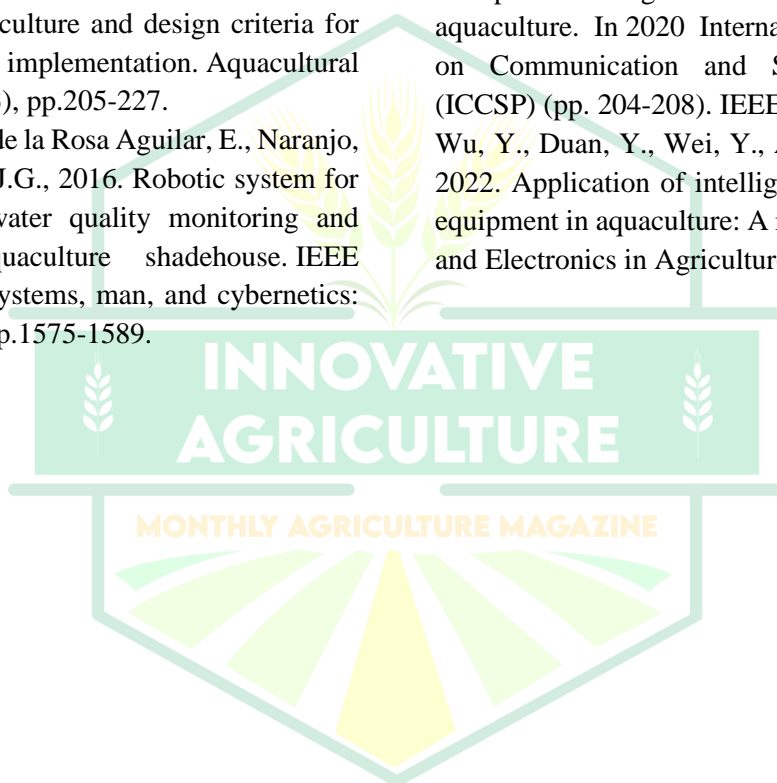 culture and design criteria for
implementation. Aquacultural
), pp.205-227.
de la Rosa Aguilar, E., Naranjo,
J.G., 2016. Robotic system for
water quality monitoring and
quaculture shadehouse. IEEE
ystems, man, and cybernetics:
p.1575-1589.
aquaculture. In 2020 Interna
on Communication and S
(ICCSP) (pp. 204-208). IEEE
Wu, Y., Duan, Y., Wei, Y., A
2022. Application of intellig
equipment in aquaculture: A r
and Electronics in Agricultur
INNOVATIVE
AGRICULTURE
MONTHLY AGRICULTURE MAGAZINE